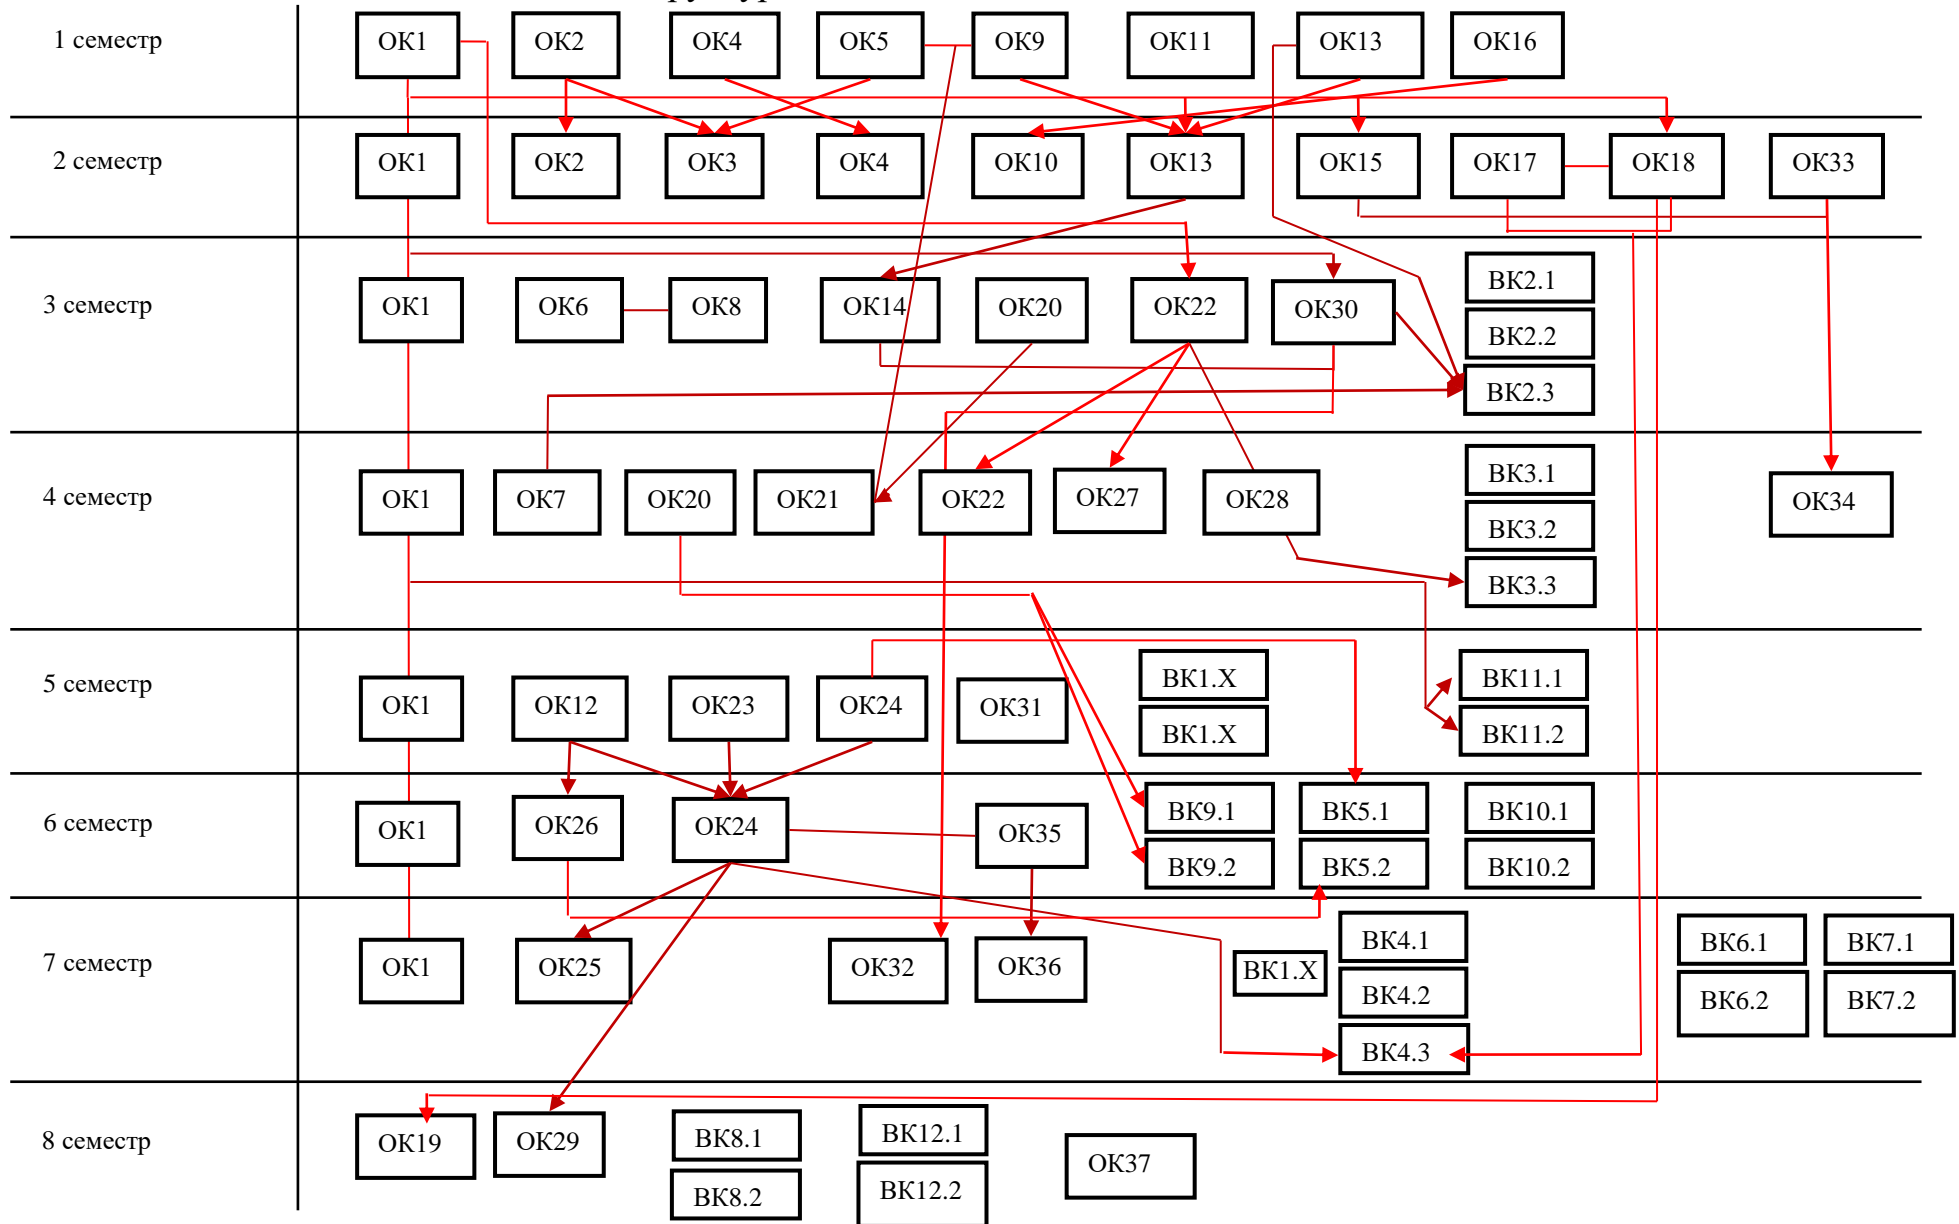 1 семестр
ОК1 ОК2 ОК4 ОК5 ОК9 ОК11 ОК13 ОК16
2 семестр
ОК1 ОК2 ОК3 ОК4 ОК10 ОК13 ОК15 ОК17 ОК18 ОК33
3 семестр
ОК1 ОК6 ОК8 ОК14 ОК20 ОК22 ОК30
ВК2.1
ВК2.2
ВК2.3
4 семестр
ОК1 ОК7 ОК20 ОК21 ОК22 ОК27 ОК28
ВК3.1
ВК3.2
ВК3.3
ОК34
5 семестр
ОК1 ОК12 ОК23 ОК24 ОК31
ВК1.Х ВК11.1
ВК1.Х ВК11.2
6 семестр
ОК1 ОК26 ОК24 ОК35
ВК9.1 ВК5.1 ВК10.1
ВК9.2 ВК5.2 ВК10.2
7 семестр
ОК1 ОК25 ОК32 ОК36 ВК1.Х
ВК4.1
ВК4.2
ВК4.3
ВК6.1 ВК7.1
ВК6.2 ВК7.2
8 семестр
ОК19 ОК29
ВК8.1 ВК12.1
ВК8.2 ВК12.2
ОК37